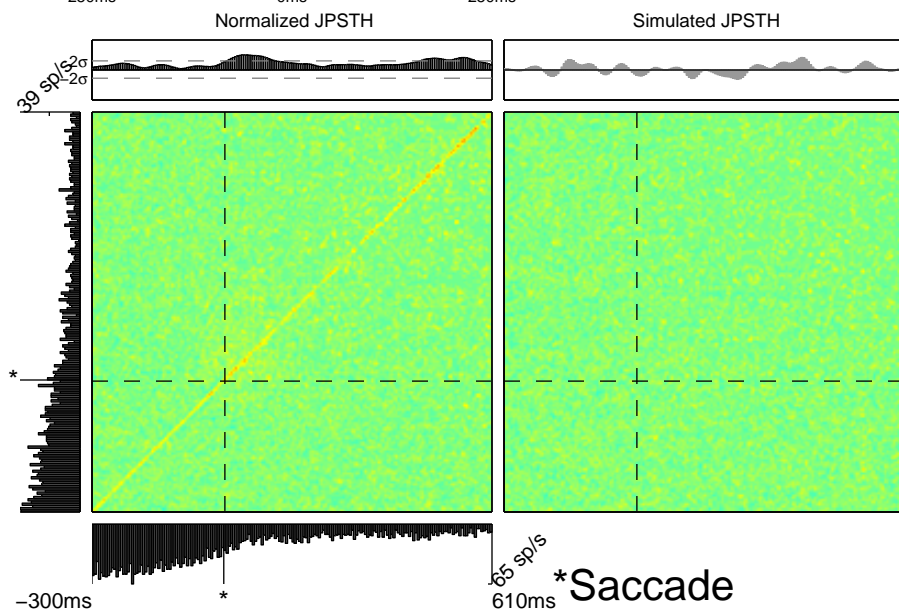 Normalized JPSTH
Simulated JPSTH
2σ
−2σ
39 sp/s
*
65 sp/s
*Saccade
−300ms
*
610ms